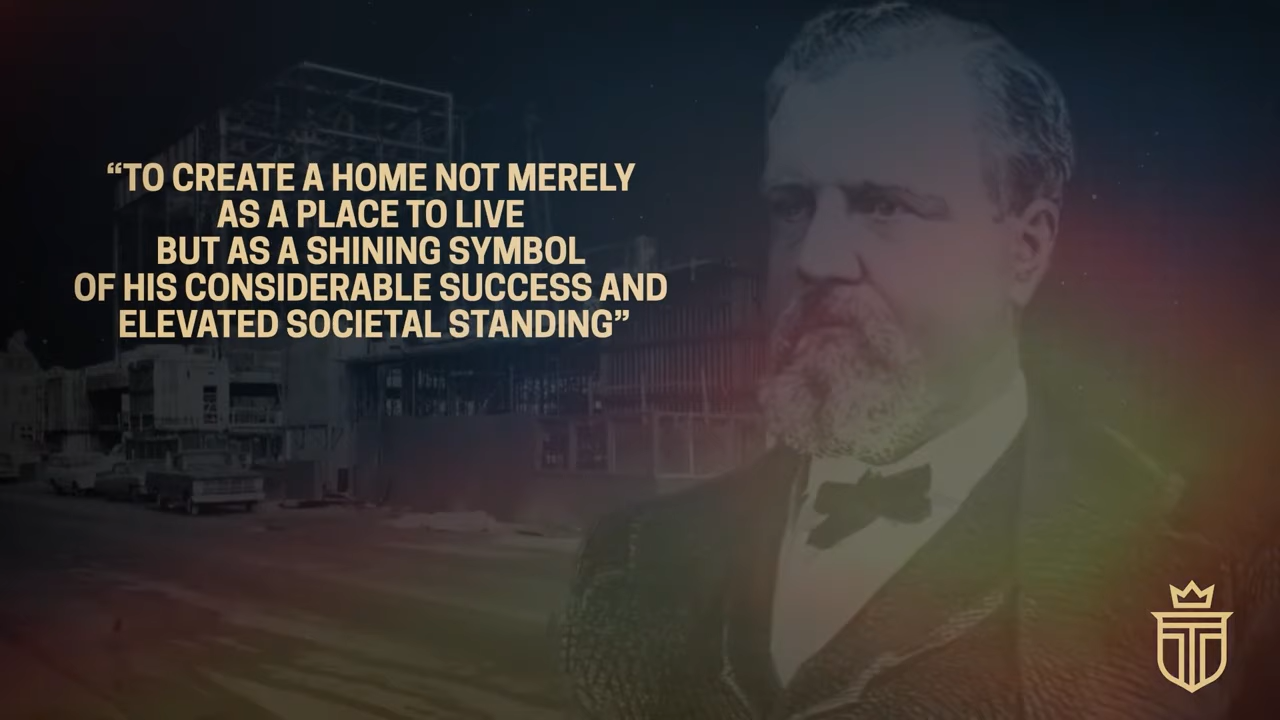 “TO CREATE A HOME NOT MERELY
AS A PLACE TO LIVE
BUT AS A SHINING SYMBOL
OF HIS CONSIDERABLE SUCCESS AND
ELEVATED SOCIETAL STANDING”